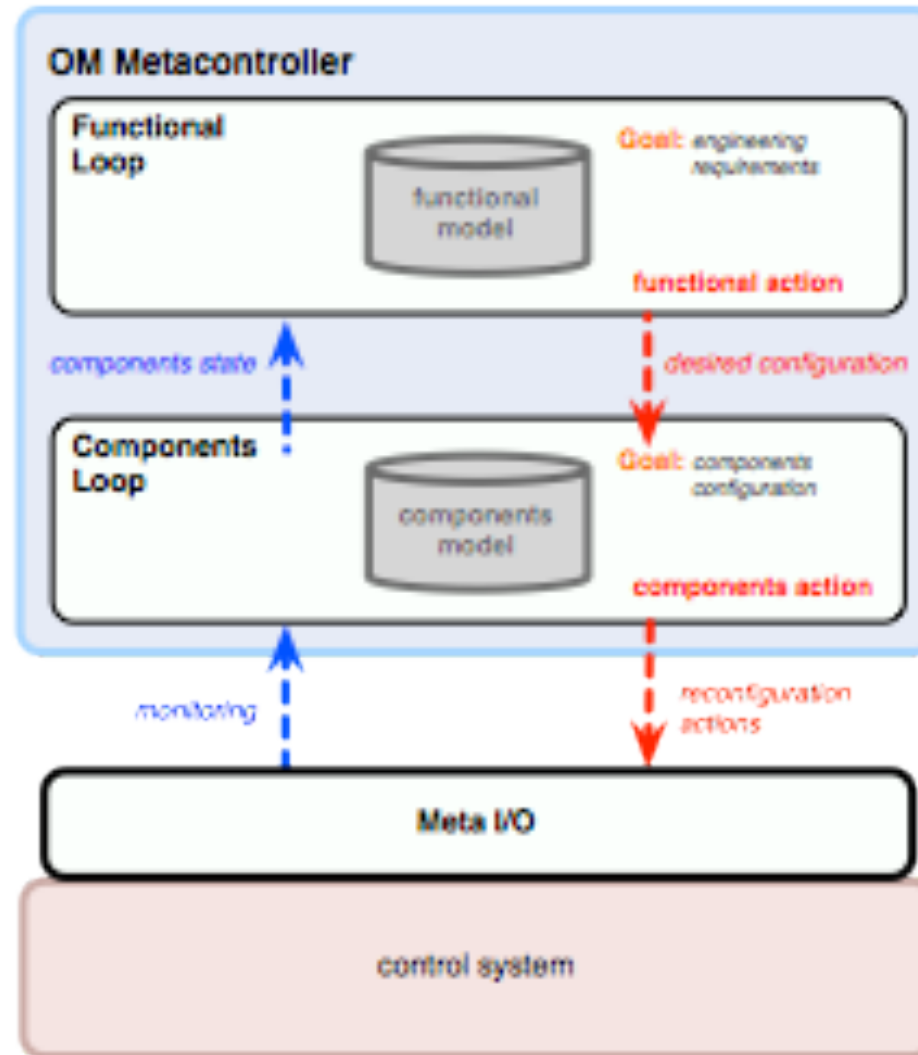 OM Metacontroller
Functional
Loop
functional
model
Goal: engineering
requirements
functional action
components state
desired configuration
Components
Loop
components
model
Goal: components
configuration
components action
monitoring
reconfiguration
actions
Meta I/O
control system